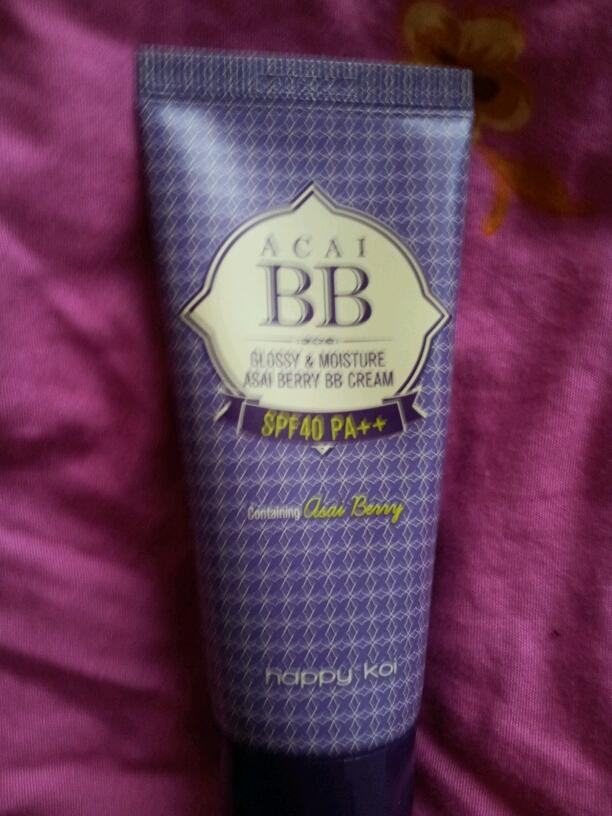 ACAI
BB
GLOSSY & MOISTURE
ASAI BERRY BB CREAM
SPF40 PA++
Containing Asai Berry
happy koi